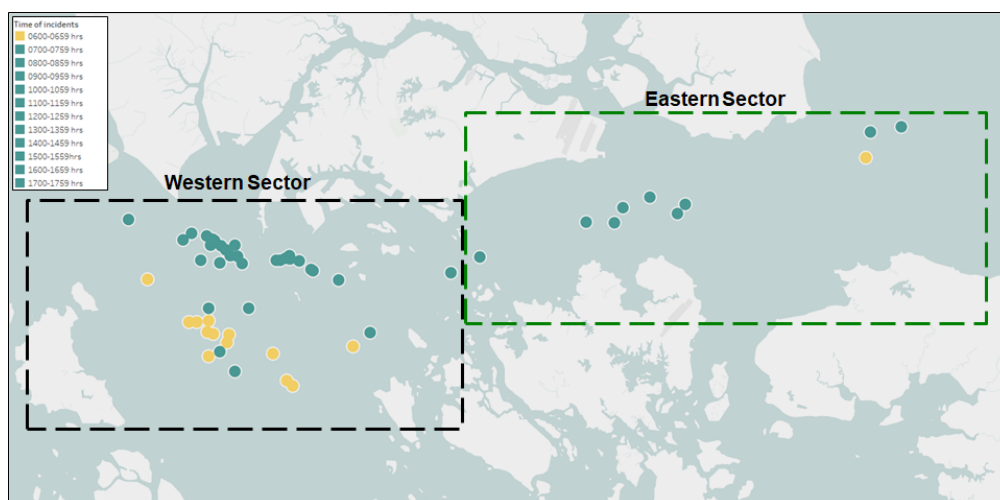 Time of incidents
0600-0659 hrs
0700-0759 hrs
0800-0859 hrs
0900-0959 hrs
1000-1059 hrs
1100-1159 hrs
1200-1259 hrs
1300-1359 hrs
1400-1459 hrs
1500-1559hrs
1600-1659 hrs
1700-1759 hrs
Eastern Sector
Western Sector